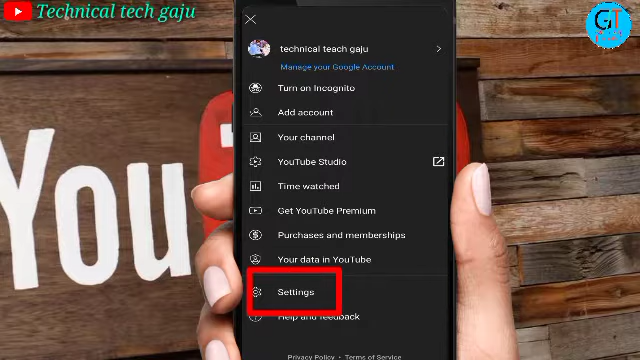 Technical tech gaju
GT
technical teach gaju
Manage your Google Account
Turn on Incognito
Add account
Your channel
YouTube Studio
Time watched
Get YouTube Premium
Purchases and memberships
Your data in YouTube
Settings
Help and feedback
Privacy Policy • Terms of Service
You